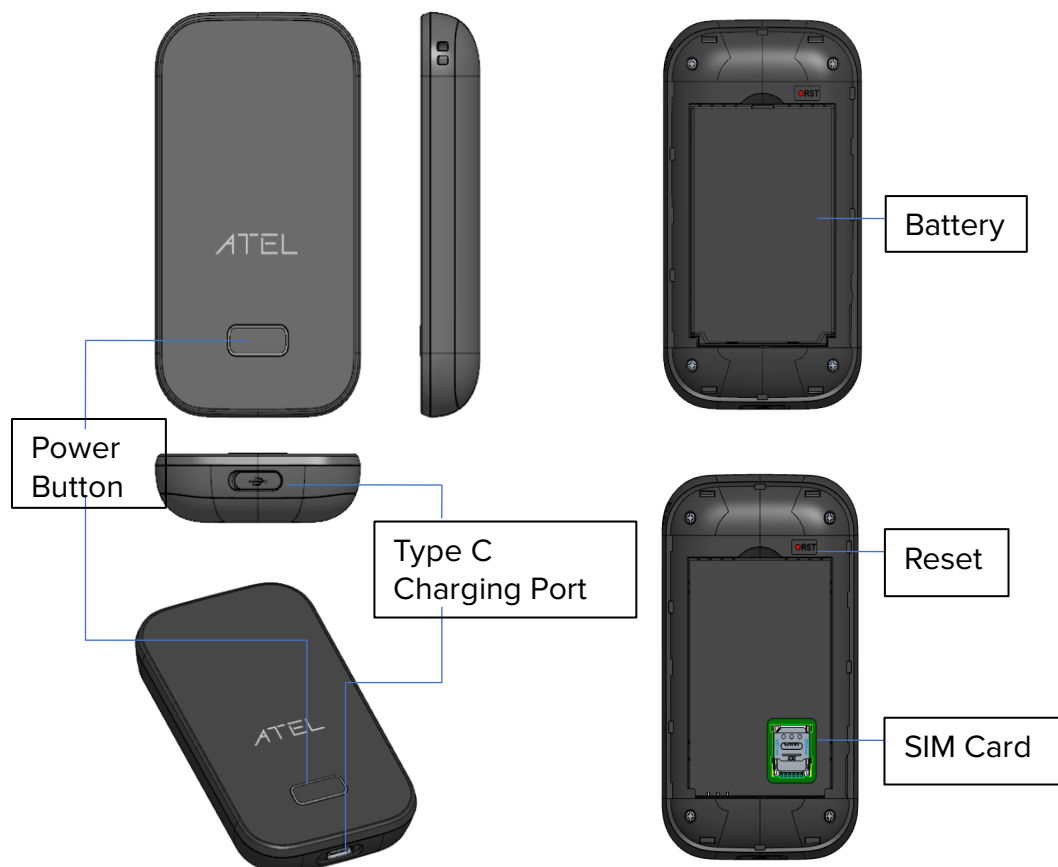 ATEL
RST
Battery
Power
Button
Type C
Charging Port
RST
Reset
ATEL
SIM Card